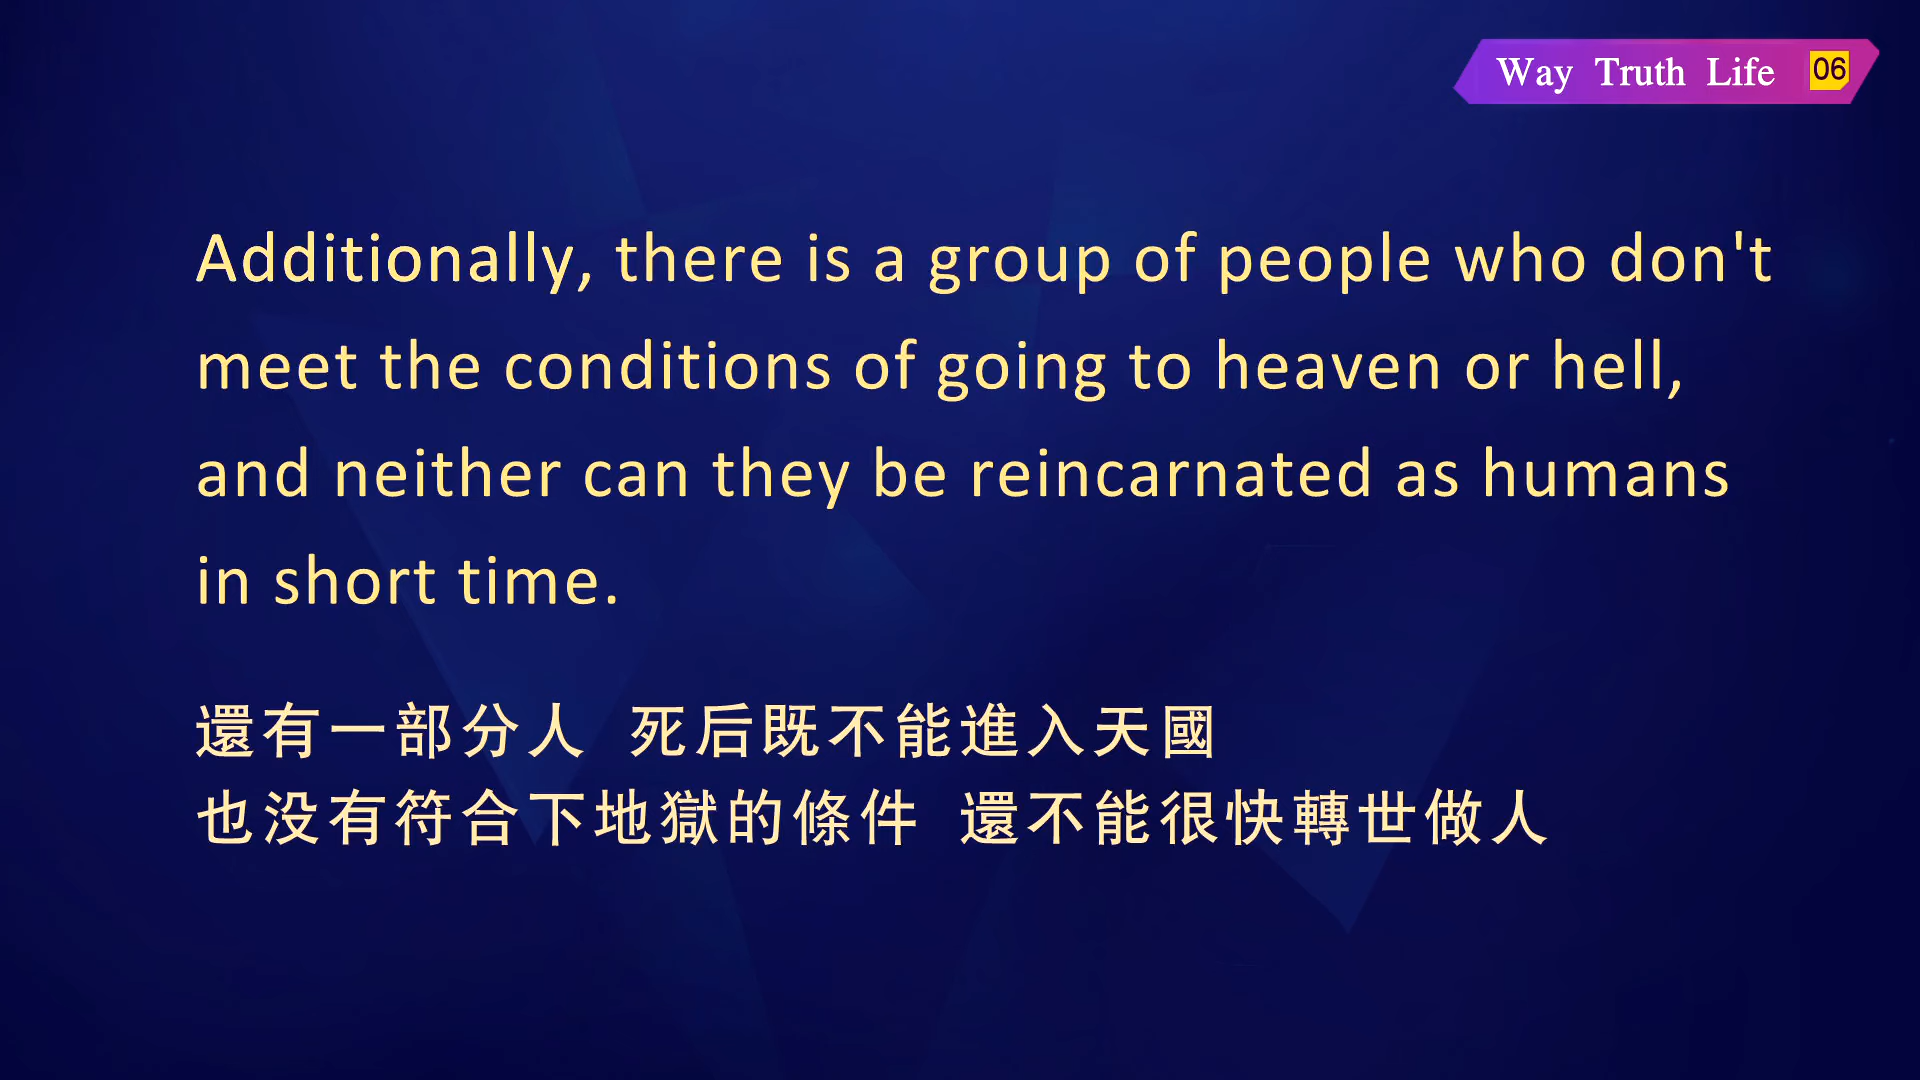 Way Truth Life 06
Additionally, there is a group of people who don't
meet the conditions of going to heaven or hell,
and neither can they be reincarnated as humans
in short time.
還有一部分人 死后既不能進入天國
也没有符合下地獄的條件 還不能很快轉世做人